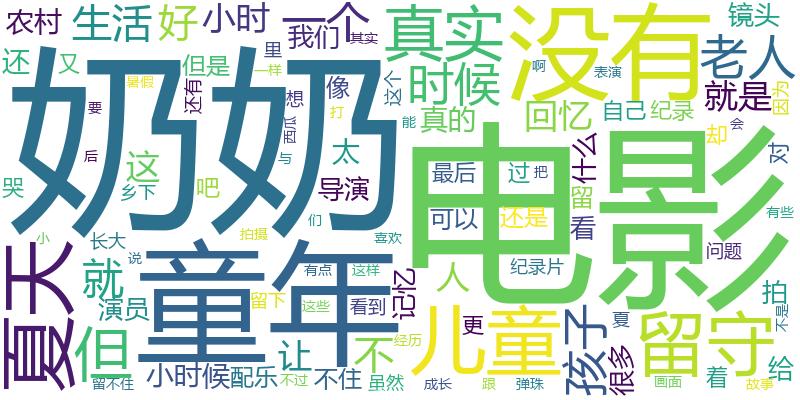 农村 生活 好 小时 一个 真实 没有 镜头
还 又 但是 里 我们 其实 时候 老人
奶奶 暑假 一样 还有 想 像 这个 啊 表演 就是 因为
要 西瓜 打 能 真的 回忆 自己 纪录 却 会
后 这 与 太 电影 什么 对
哭 乡下 吧 导演 最后 过 把 留
们 可以 还是 看 有些
小 长大 说 拍摄 喜欢 问题
夏天 就 童年 有点 这样 记忆 人 纪录片 拍
演员 留下 这些 看到 儿童 更 孩子 夏 留守 不是
但 让 不 经历 很多
留不住 小时候 配乐 不过 不住 虽然 成长 跟 弹珠 画面 着 故事 给